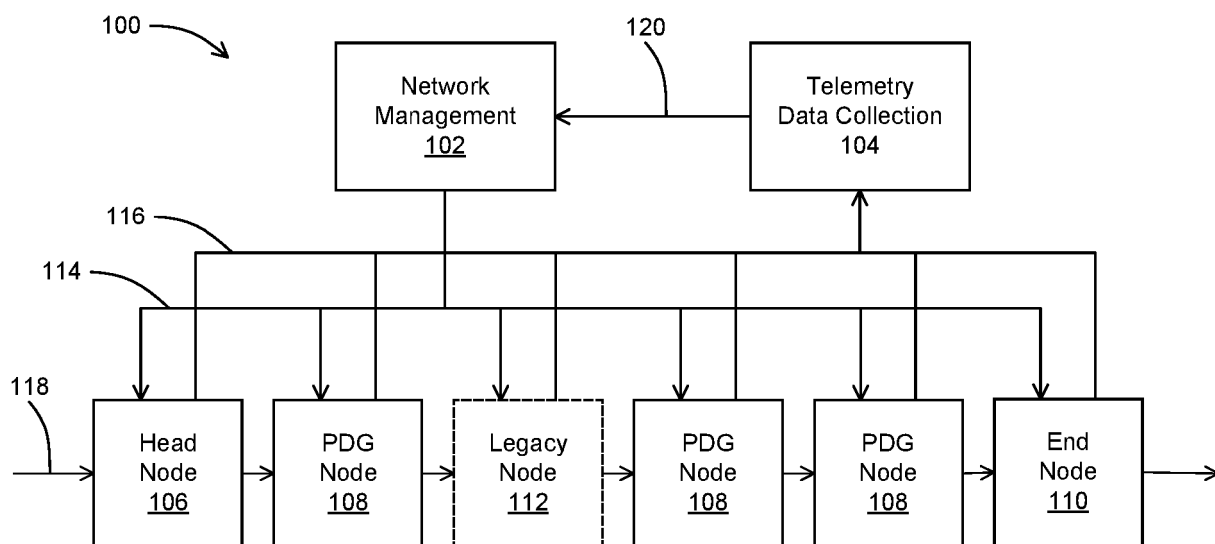 100
120
Network
Management
102
Telemetry
Data Collection
104
116
114
118
Head
Node
106
PDG
Node
108
Legacy
Node
112
PDG
Node
108
PDG
Node
108
End
Node
110